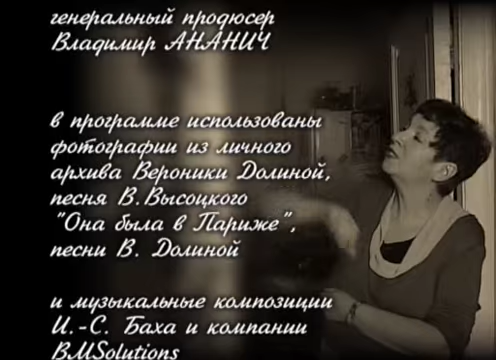 генеральный продюсер
Владимир АНАНИЧ
в программе использованы
фотографии из личного
архива Вероники Долиной,
песня В. Высоцкого
"Она была в Париже",
песни В. Долиной
и музыкальные композиции
И.-С. Баха и компании
BMSolutions